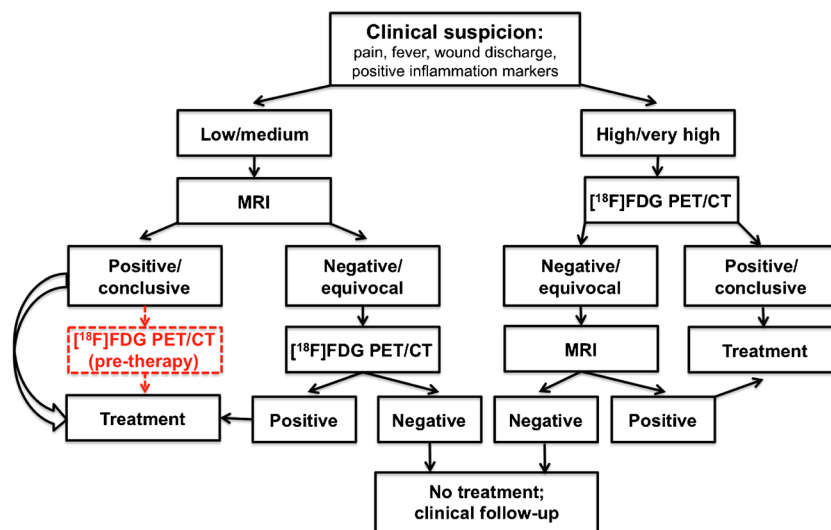 Clinical suspicion:
pain, fever, wound discharge,
positive inflammation markers
Low/medium
High/very high
MRI
[¹⁸F]FDG PET/CT
Positive/
conclusive
Negative/
equivocal
Negative/
equivocal
Positive/
conclusive
[¹⁸F]FDG PET/CT
(pre-therapy)
[¹⁸F]FDG PET/CT
MRI
Treatment
Treatment
Positive
Negative
Negative
Positive
No treatment;
clinical follow-up